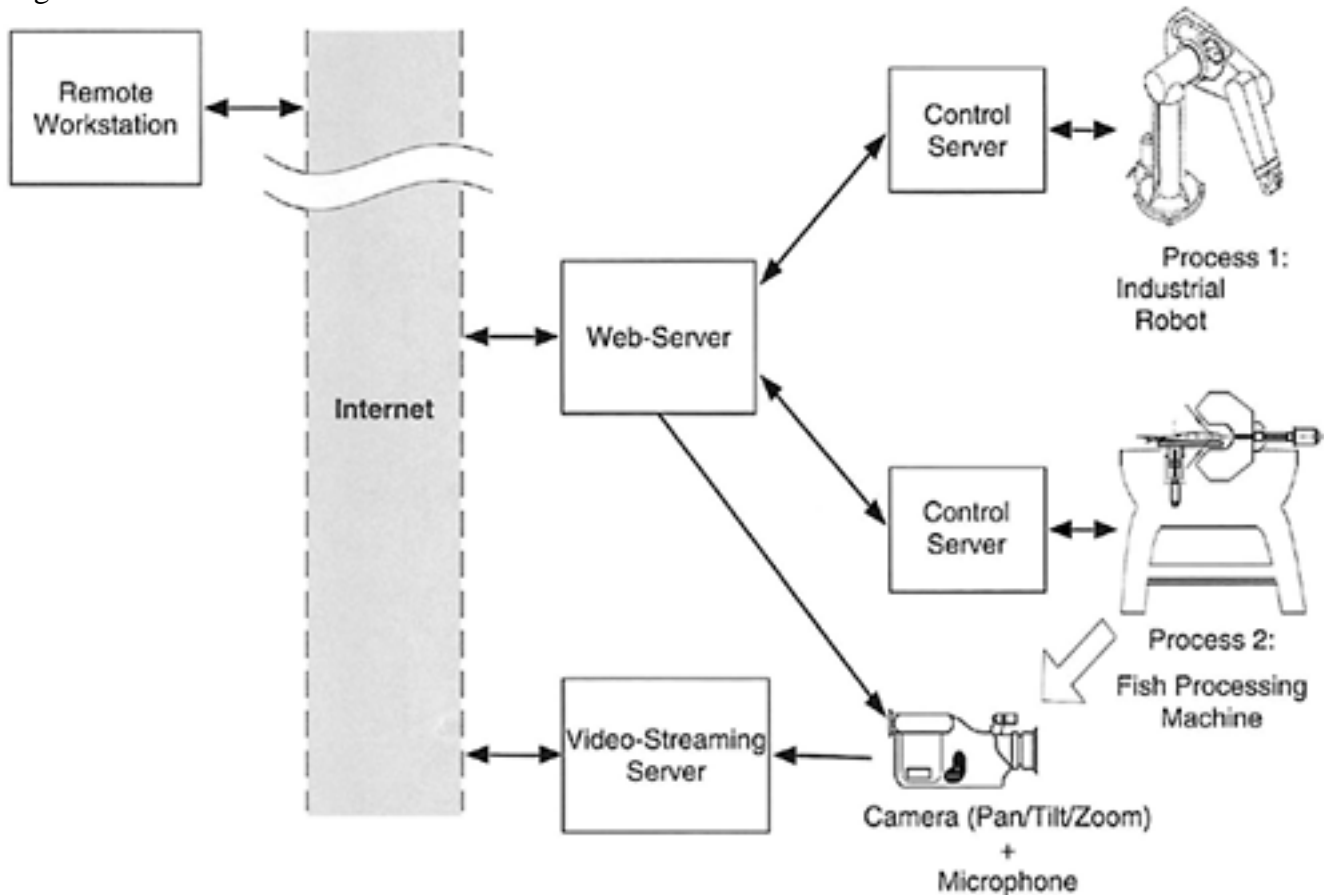 Remote
Workstation
Control
Server
Process 1:
Industrial
Robot
Web-Server
Internet
Control
Server
Process 2:
Fish Processing
Machine
Video-Streaming
Server
Camera (Pan/Tilt/Zoom)
+
Microphone